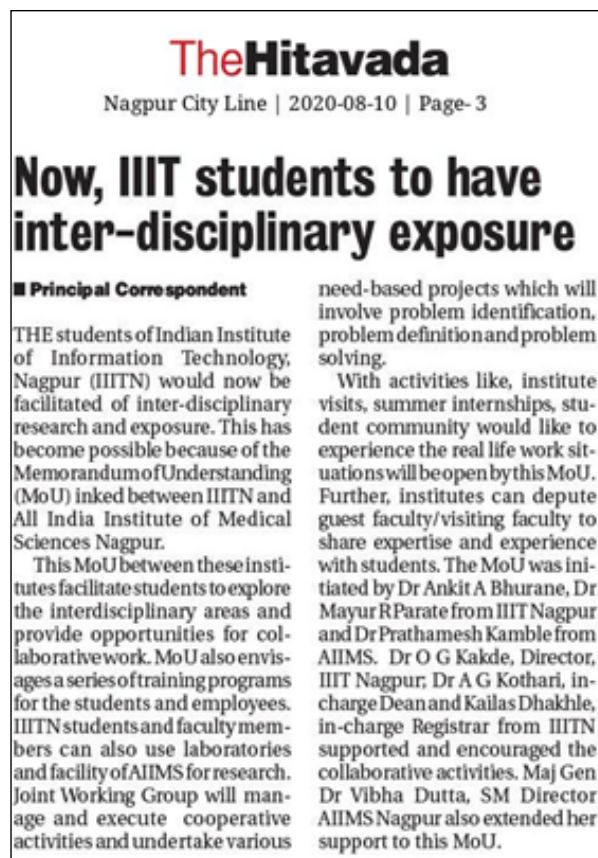 TheHitavada
Nagpur City Line | 2020-08-10 | Page- 3
Now, IIIT students to have
inter-disciplinary exposure
■ Principal Correspondent
THE students of Indian Institute
of Information Technology,
Nagpur (IIITN) would now be
facilitated of inter-disciplinary
research and exposure. This has
become possible because of the
Memorandum of Understanding
(MoU) inked between IIITN and
All India Institute of Medical
Sciences Nagpur.
This MoU between these insti-
tutes facilitate students to explore
the interdisciplinary areas and
provide opportunities for col-
laborative work. MoU also envis-
ages a series of training programs
for the students and employees.
IIITN students and faculty mem-
bers can also use laboratories
and facility of AIIMS for research.
Joint Working Group will man-
age and execute cooperative
activities and undertake various
need-based projects which will
involve problem identification,
problem definition and problem
solving.
With activities like, institute
visits, summer internships, stu-
dent community would like to
experience the real life work sit-
uations will be open by this MoU.
Further, institutes can depute
guest faculty/visiting faculty to
share expertise and experience
with students. The MoU was ini-
tiated by Dr Ankit A Bhurane, Dr
Mayur R Parate from IIIT Nagpur
and Dr Prathamesh Kamble from
AIIMS. Dr O G Kakde, Director,
IIIT Nagpur; Dr A G Kothari, in-
charge Dean and Kailas Dhakhle,
in-charge Registrar from IIITN
supported and encouraged the
collaborative activities. Maj Gen
Dr Vibha Dutta, SM Director
AIIMS Nagpur also extended her
support to this MoU.